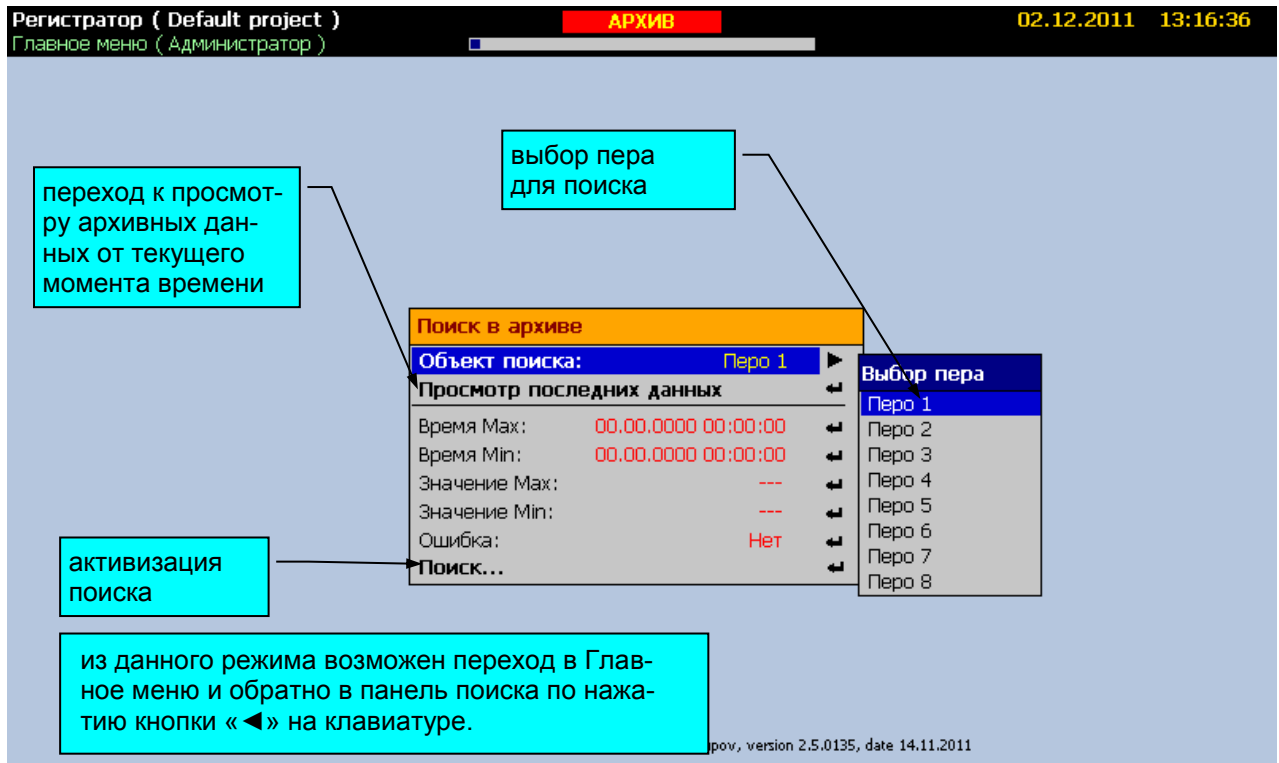 Регистратор ( Default project )
АРХИВ
02.12.2011 13:16:36
Главное меню ( Администратор )
выбор пера
для поиска
переход к просмот-
ру архивных дан-
ных от текущего
момента времени
Поиск в архиве
Объект поиска: Перо 1
Просмотр последних данных
Время Max: 00.00.0000 00:00:00
Время Min: 00.00.0000 00:00:00
Значение Max: ---
Значение Min: ---
Ошибка: Нет
Поиск...
Выбор пера
Перо 1
Перо 2
Перо 3
Перо 4
Перо 5
Перо 6
Перо 7
Перо 8
активизация
поиска
из данного режима возможен переход в Глав-
ное меню и обратно в панель поиска по нажа-
тию кнопки «◄» на клавиатуре.
version 2.5.0135, date 14.11.2011